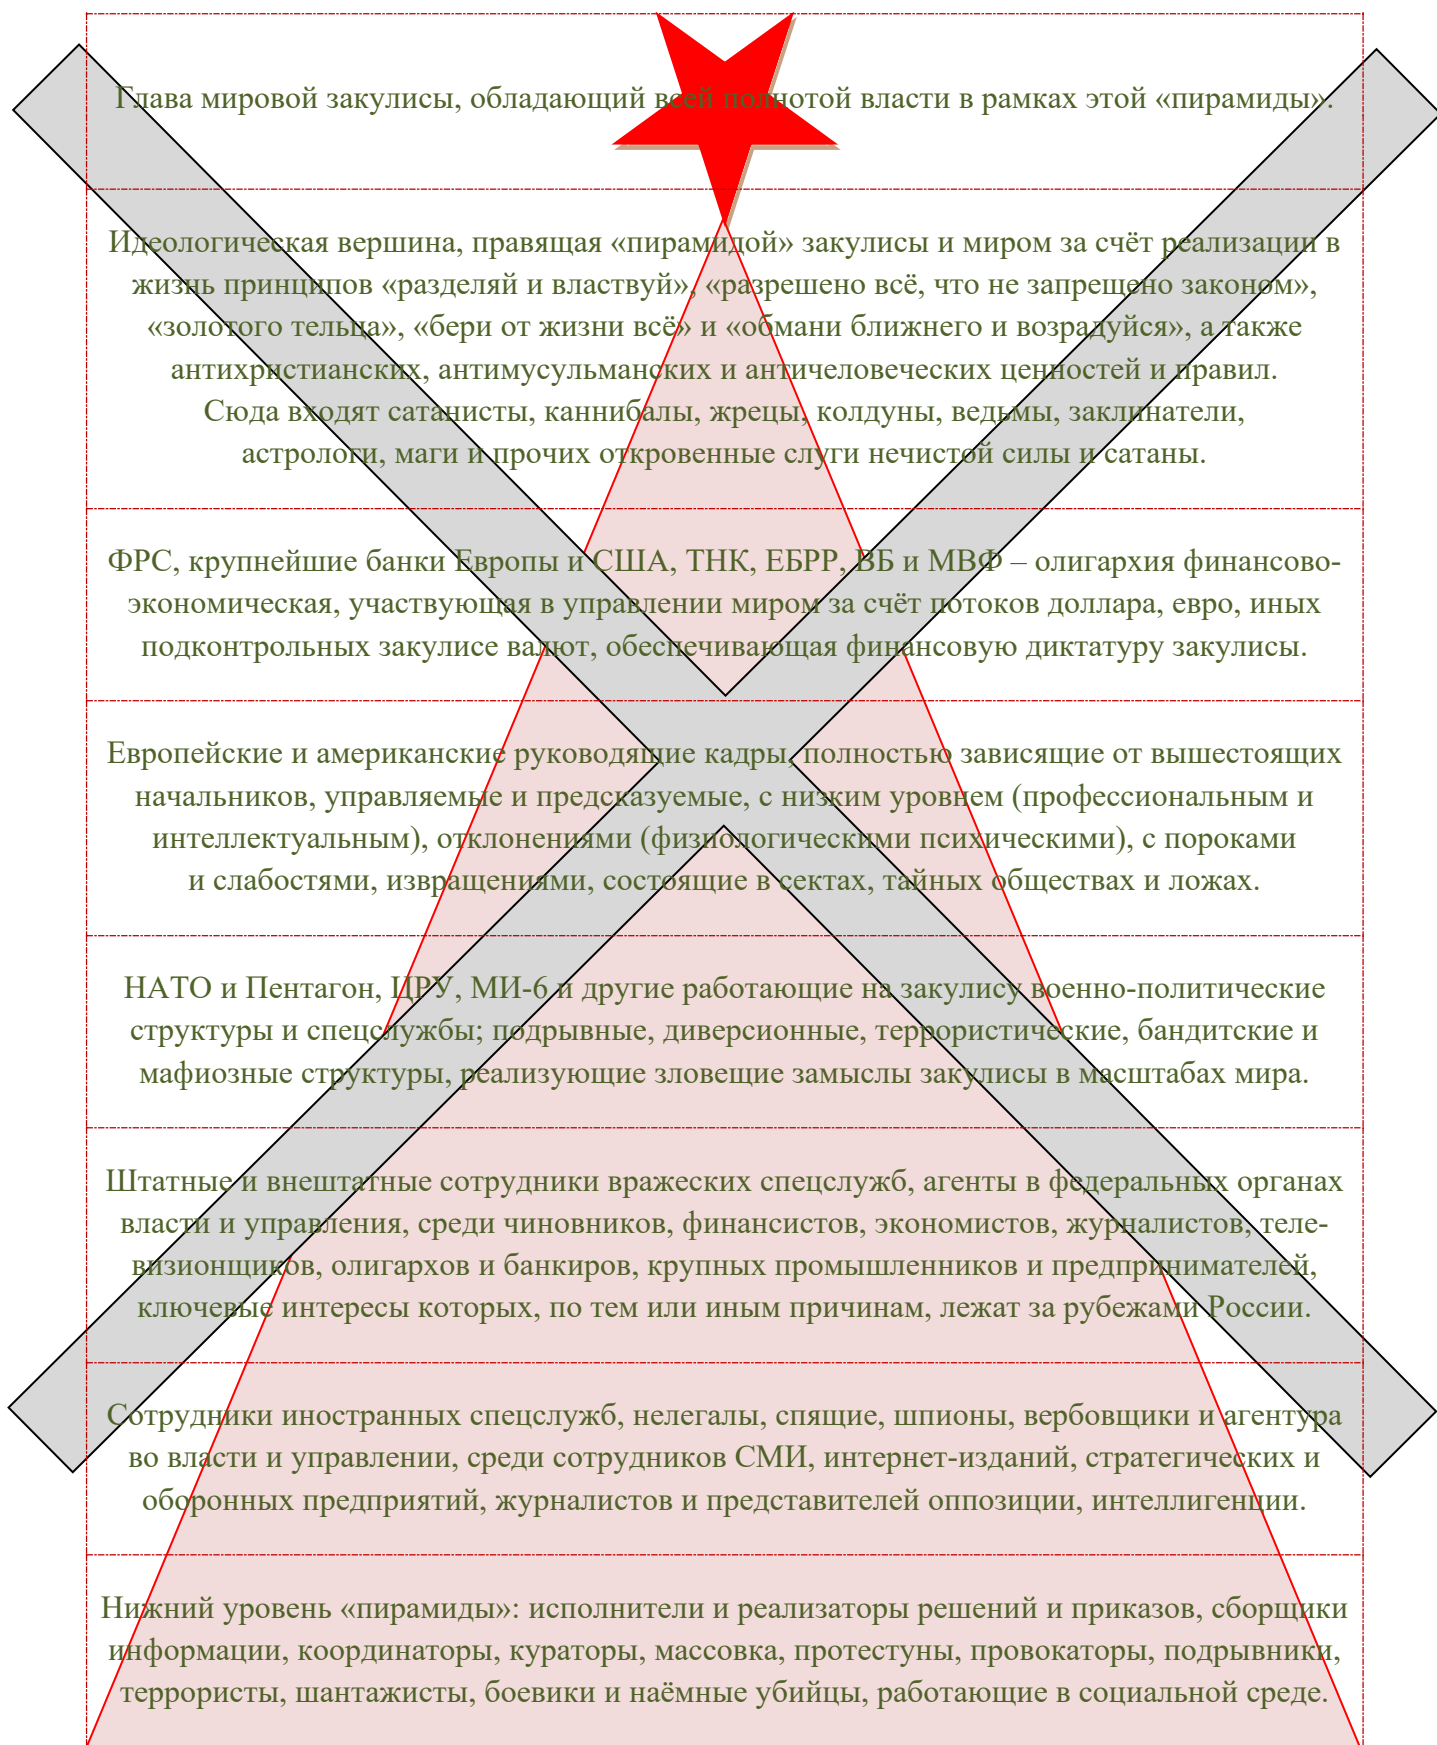 Глава мировой закулисы, обладающий всей полнотой власти в рамках этой «пирамиды».
Идеологическая вершина, правящая «пирамидой» закулисы и миром за счёт реализации в
жизнь принципов «разделяй и властвуй», «разрешено всё, что не запрещено законом»,
«золотого тельца», «бери от жизни всё» и «обмани ближнего и возрадуйся», а также
антихристианских, антимусульманских и античеловеческих ценностей и правил.
Сюда входят сатанисты, каннибалы, жрецы, колдуны, ведьмы, заклинатели,
астрологи, маги и прочих откровенные слуги нечистой силы и сатаны.
ФРС, крупнейшие банки Европы и США, ТНК, ЕБРР, ВБ и МВФ – олигархия финансово-
экономическая, участвующая в управлении миром за счёт потоков доллара, евро, иных
подконтрольных закулисе валют, обеспечивающая финансовую диктатуру закулисы.
Европейские и американские руководящие кадры, полностью зависящие от вышестоящих
начальников, управляемые и предсказуемые, с низким уровнем (профессиональным и
интеллектуальным), отклонениями (физиологическими психическими), с пороками
и слабостями, извращениями, состоящие в сектах, тайных обществах и ложах.
НАТО и Пентагон, ЦРУ, МИ-6 и другие работающие на закулису военно-политические
структуры и спецслужбы; подрывные, диверсионные, террористические, бандитские и
мафиозные структуры, реализующие зловещие замыслы закулисы в масштабах мира.
Штатные и внештатные сотрудники вражеских спецслужб, агенты в федеральных органах
власти и управления, среди чиновников, финансистов, экономистов, журналистов, теле-
визионщиков, олигархов и банкиров, крупных промышленников и предпринимателей,
ключевые интересы которых, по тем или иным причинам, лежат за рубежами России.
Сотрудники иностранных спецслужб, нелегалы, спящие, шпионы, вербовщики и агентура
во власти и управлении, среди сотрудников СМИ, интернет-изданий, стратегических и
оборонных предприятий, журналистов и представителей оппозиции, интеллигенции.
Нижний уровень «пирамиды»: исполнители и реализаторы решений и приказов, сборщики
информации, координаторы, кураторы, массовка, протестуны, провокаторы, подрывники,
террористы, шантажисты, боевики и наёмные убийцы, работающие в социальной среде.